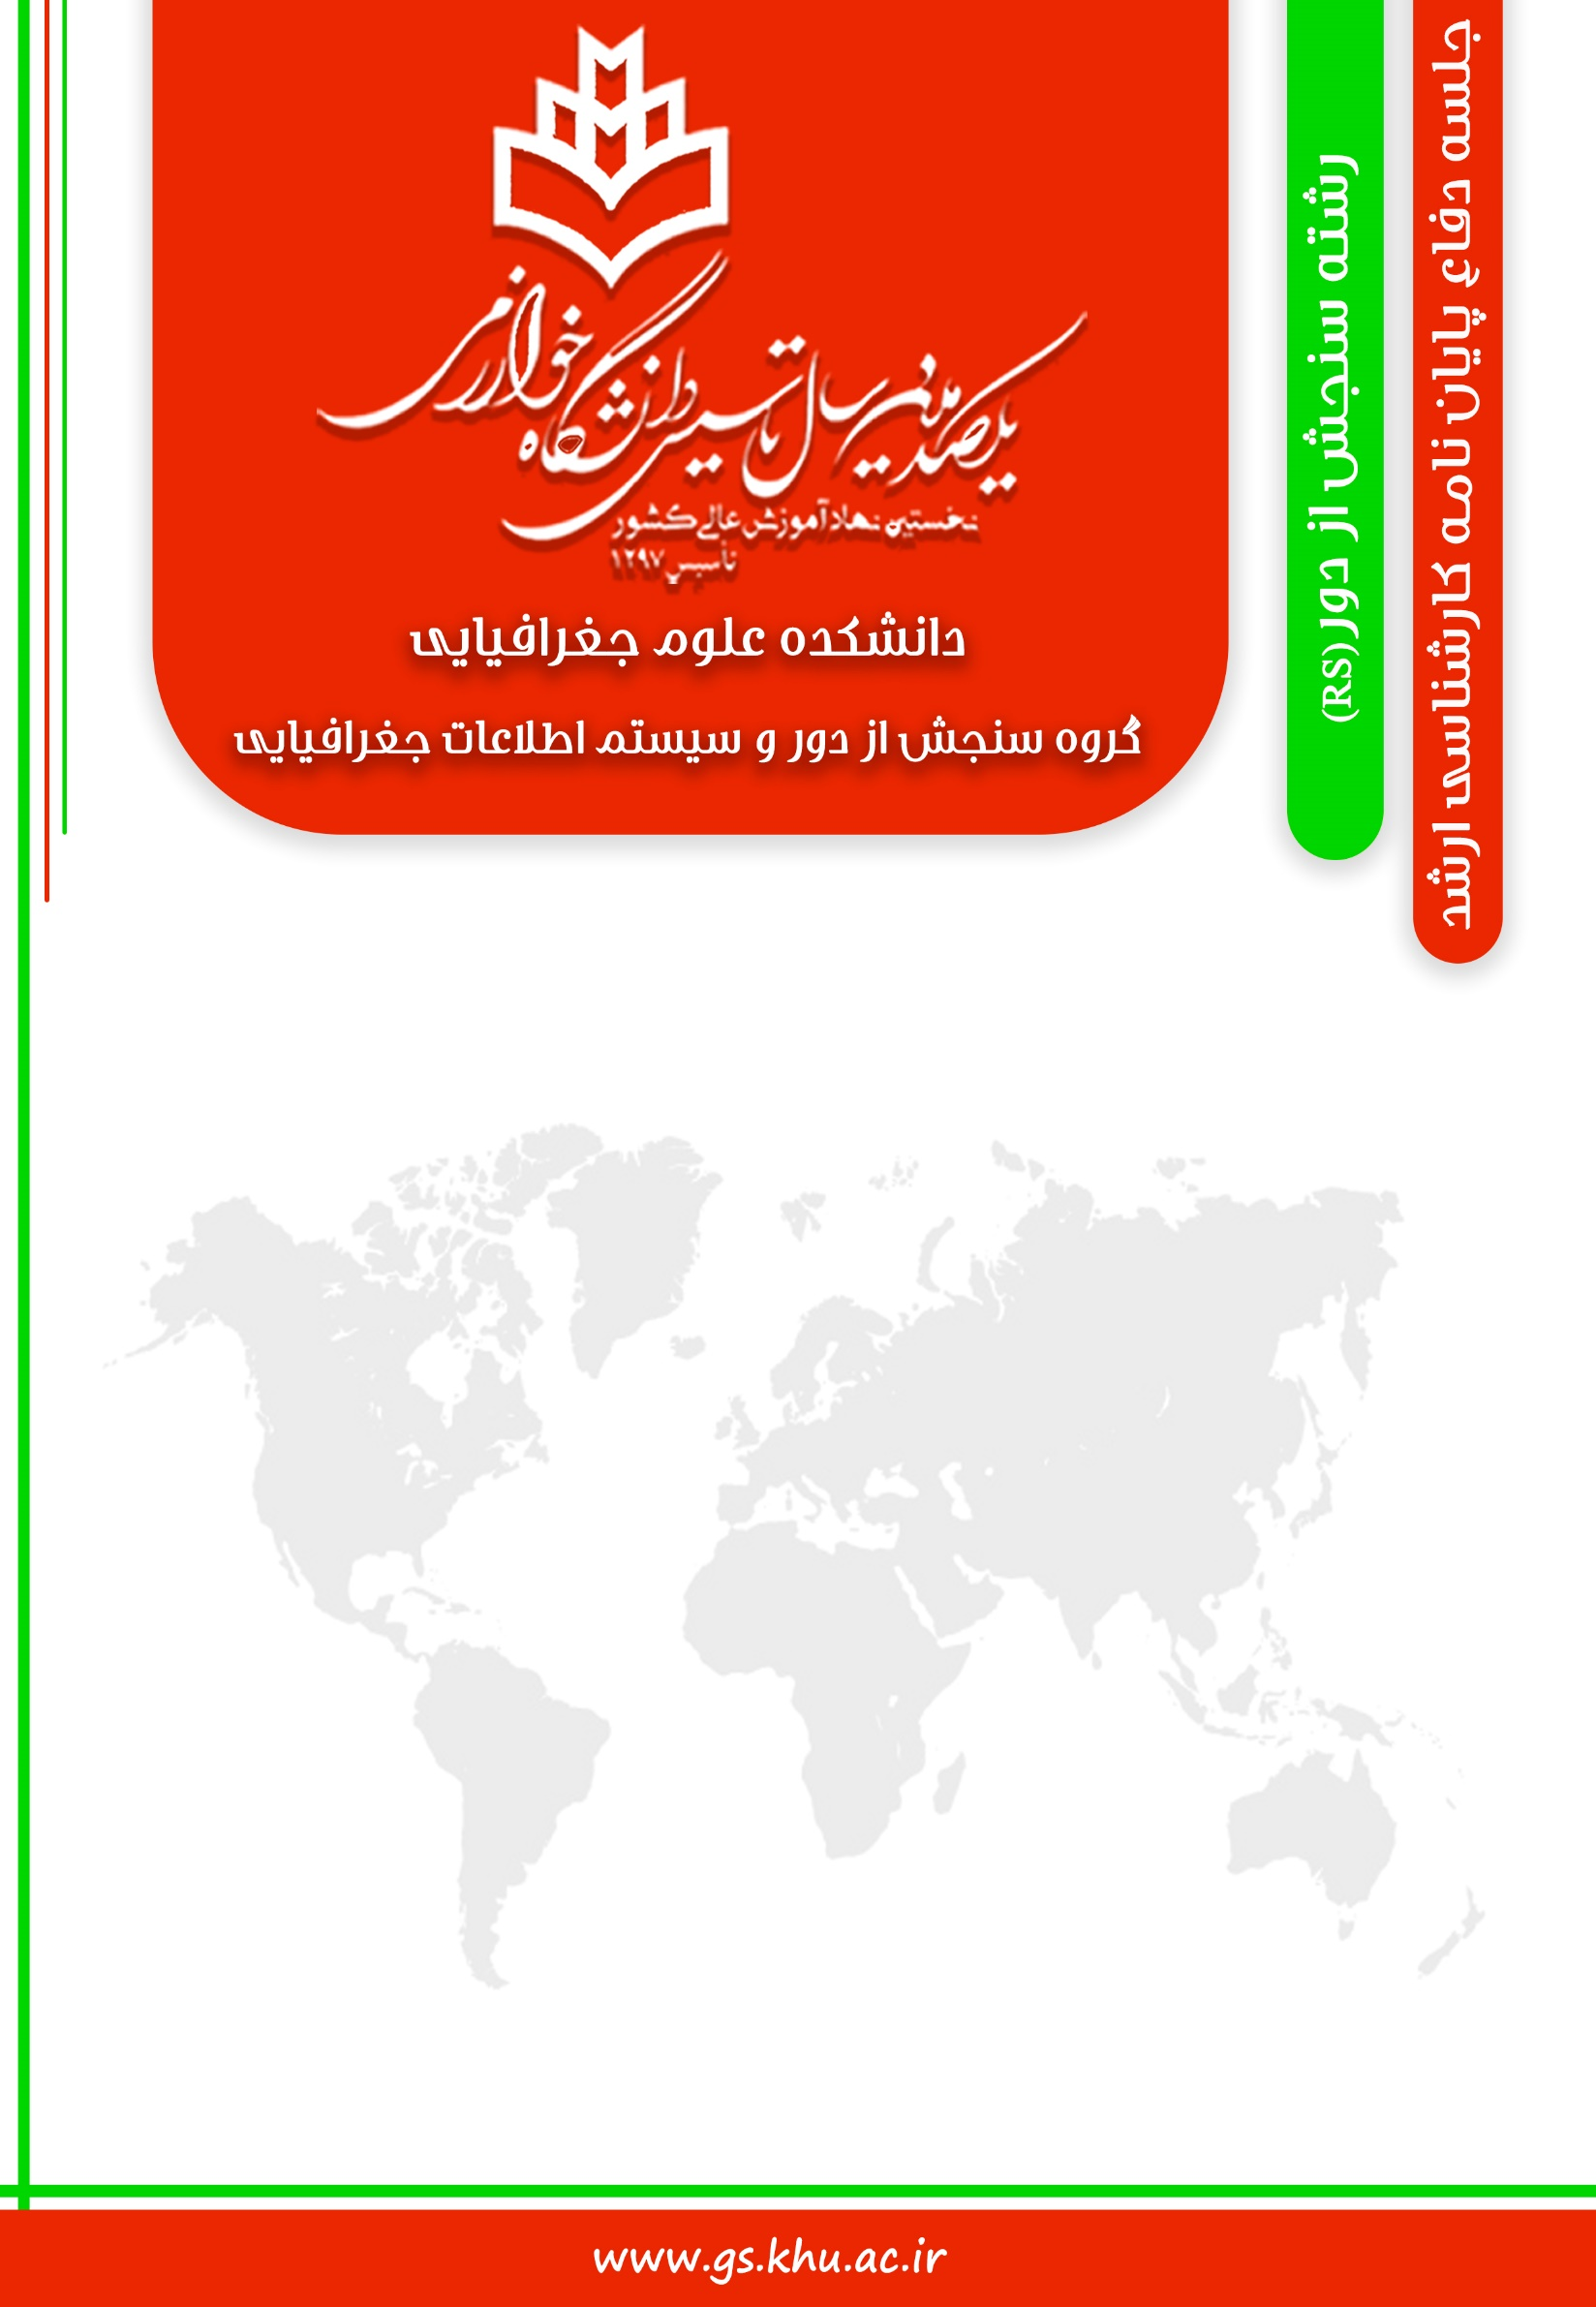 یکصدمین سال تاسیس دانشگاه خوارزمی
نخستین نهاد آموزش عالی کشور
تأسیس ۱۲۹۷
دانشکده علوم جغرافیایی
گروه سنجش از دور و سیستم اطلاعات جغرافیایی
جلسه دفاع پایان نامه کارشناسی ارشد
رشته سنجش از دور (RS)
www.gs.khu.ac.ir